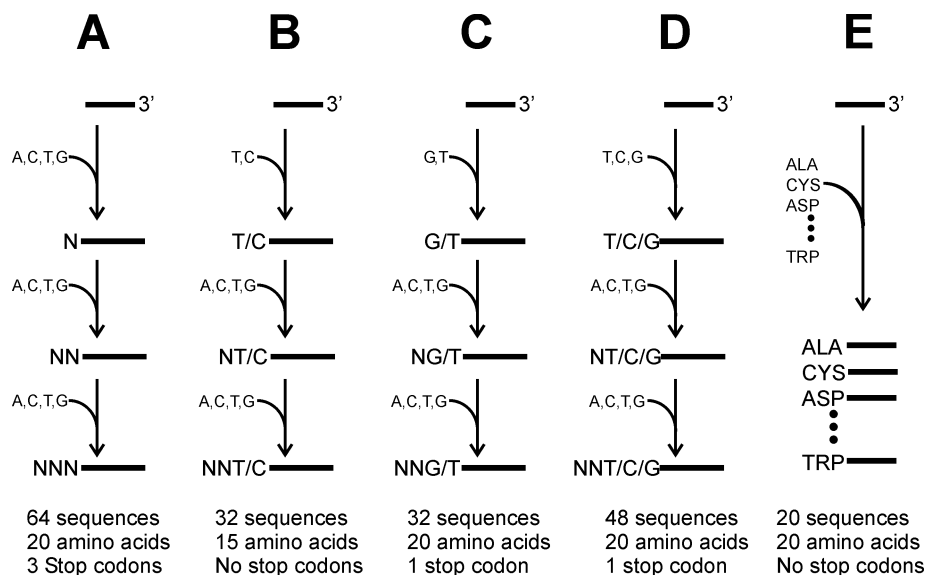 A B C D E
3' 3' 3' 3' 3'
A,C,T,G T,C G,T T,C,G ALA
CYS
ASP
TRP
N T/C G/T T/C/G
A,C,T,G A,C,T,G A,C,T,G A,C,T,G
NN NT/C NG/T NT/C/G ALA
CYS
A,C,T,G A,C,T,G A,C,T,G A,C,T,G ASP
NNN NNT/C NNG/T NNT/C/G TRP
64 sequences 32 sequences 32 sequences 48 sequences 20 sequences
20 amino acids 15 amino acids 20 amino acids 20 amino acids 20 amino acids
3 Stop codons No stop codons 1 stop codon 1 stop codon No stop codons